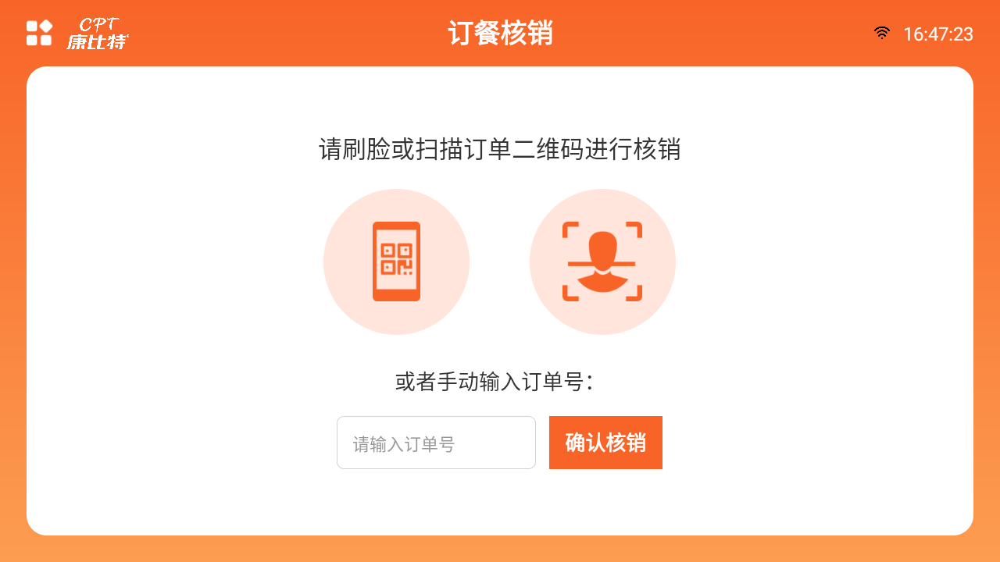 CPT
康比特
订餐核销
16:47:23
请刷脸或扫描订单二维码进行核销
或者手动输入订单号：
请输入订单号
确认核销